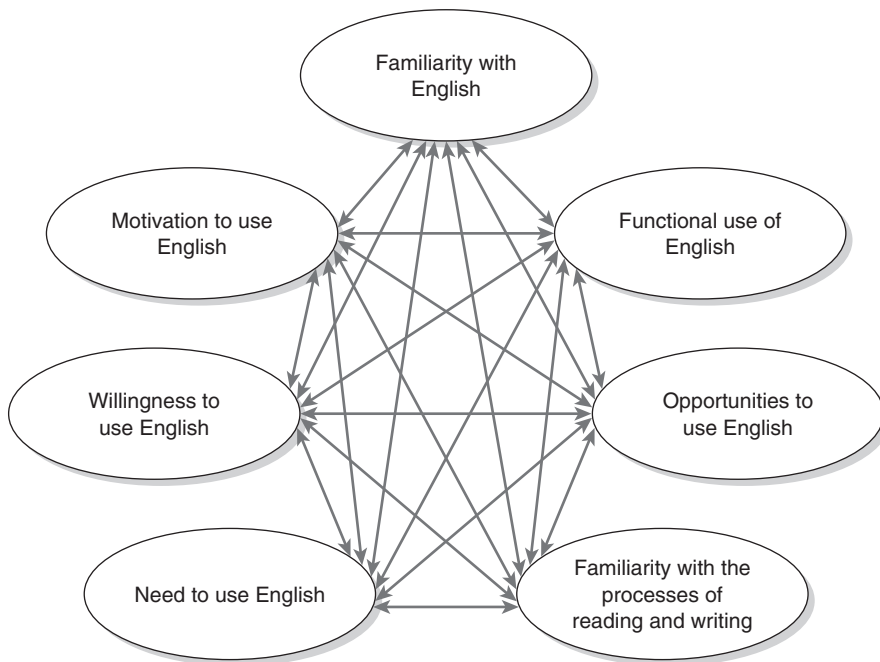 Familiarity with
English
Motivation to use
English
Functional use of
English
Willingness to
use English
Opportunities to
use English
Need to use English
Familiarity with the
processes of
reading and writing